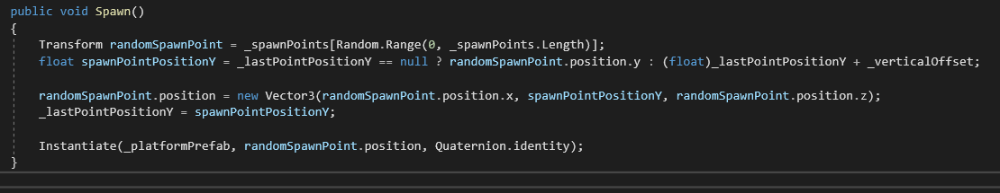 public void Spawn()
{
Transform randomSpawnPoint = _spawnPoints[Random.Range(0, _spawnPoints.Length)];
float spawnPointPositionY = _lastPointPositionY == null ? randomSpawnPoint.position.y : (float)_lastPointPositionY + _verticalOffset;
randomSpawnPoint.position = new Vector3(randomSpawnPoint.position.x, spawnPointPositionY, randomSpawnPoint.position.z);
_lastPointPositionY = spawnPointPositionY;
Instantiate(_platformPrefab, randomSpawnPoint.position, Quaternion.identity);
}